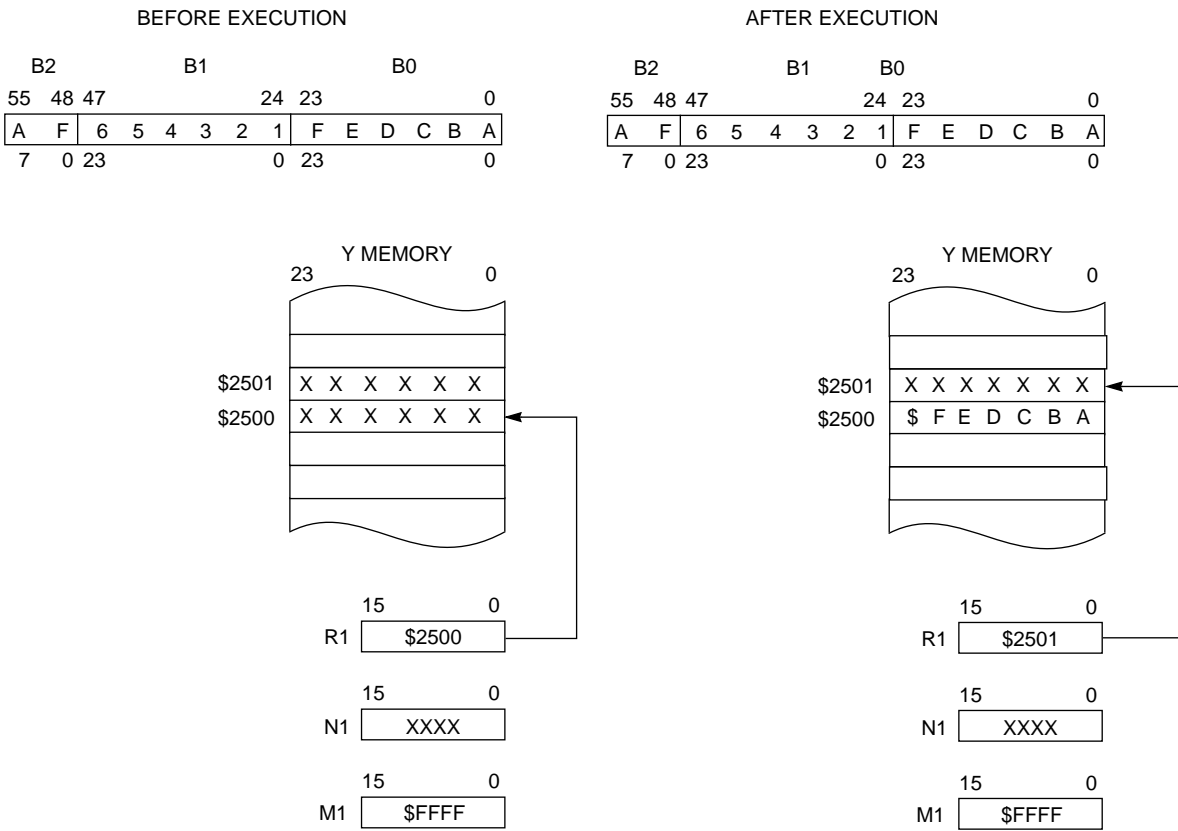 BEFORE EXECUTION
B2 B1 B0
55 48 47 24 23 0
A F 6 5 4 3 2 1 F E D C B A
7 0 23 0 23 0
Y MEMORY
23 0
$2501 X X X X X X
$2500 X X X X X X
15 0
R1 $2500
15 0
N1 XXXX
15 0
M1 $FFFF
AFTER EXECUTION
B2 B1 B0
55 48 47 24 23 0
A F 6 5 4 3 2 1 F E D C B A
7 0 23 0 23 0
Y MEMORY
23 0
$2501 X X X X X X X
$2500 $ F E D C B A
15 0
R1 $2501
15 0
N1 XXXX
15 0
M1 $FFFF